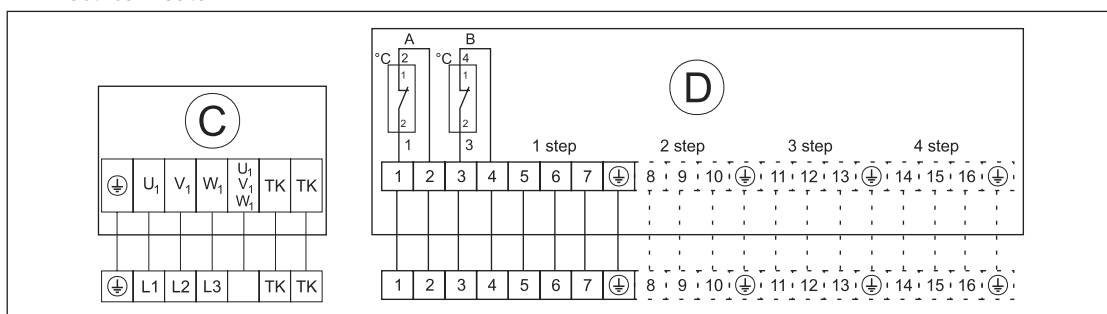 A B
°C 2 °C 4
1 1
2 2
C
D
1 3 1 step 2 step 3 step 4 step
U1 V1 W1 U1 V1 W1 TK TK
1 2 3 4 5 6 7 8 9 10 11 12 13 14 15 16
L1 L2 L3 TK TK
1 2 3 4 5 6 7 8 9 10 11 12 13 14 15 16